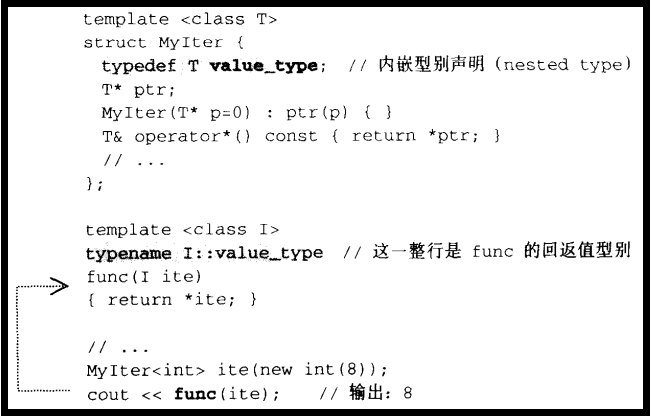 template <class T>
struct MyIter {
typedef T value_type; // 内嵌型别声明 (nested type)
T* ptr;
MyIter(T* p=0) : ptr(p) { }
T& operator*() const { return *ptr; }
// ...
};
template <class I>
typename I::value_type // 这一整行是 func 的回返值型别
func(I ite)
{ return *ite; }
// ...
MyIter<int> ite(new int(8));
cout << func(ite); // 输出: 8